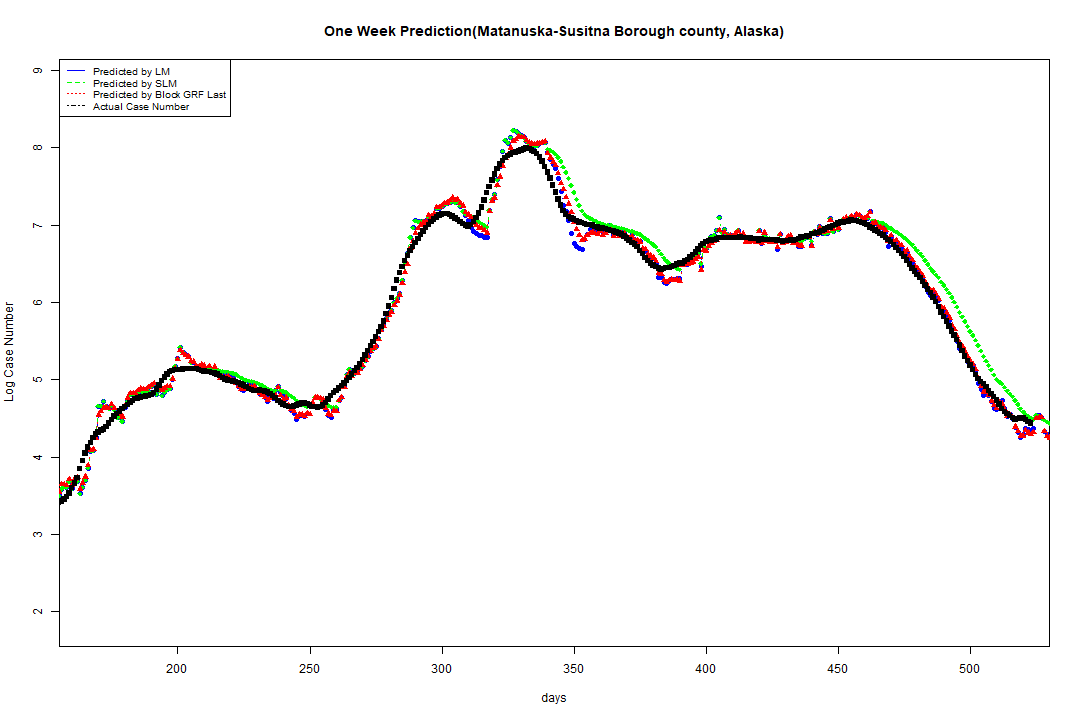 One Week Prediction(Matanuska-Susitna Borough county, Alaska)
Predicted by LM
Predicted by SLM
Predicted by Block GRF Last
Actual Case Number
9
8
7
6
5
4
3
2
Log Case Number
200 250 300 350 400 450 500
days